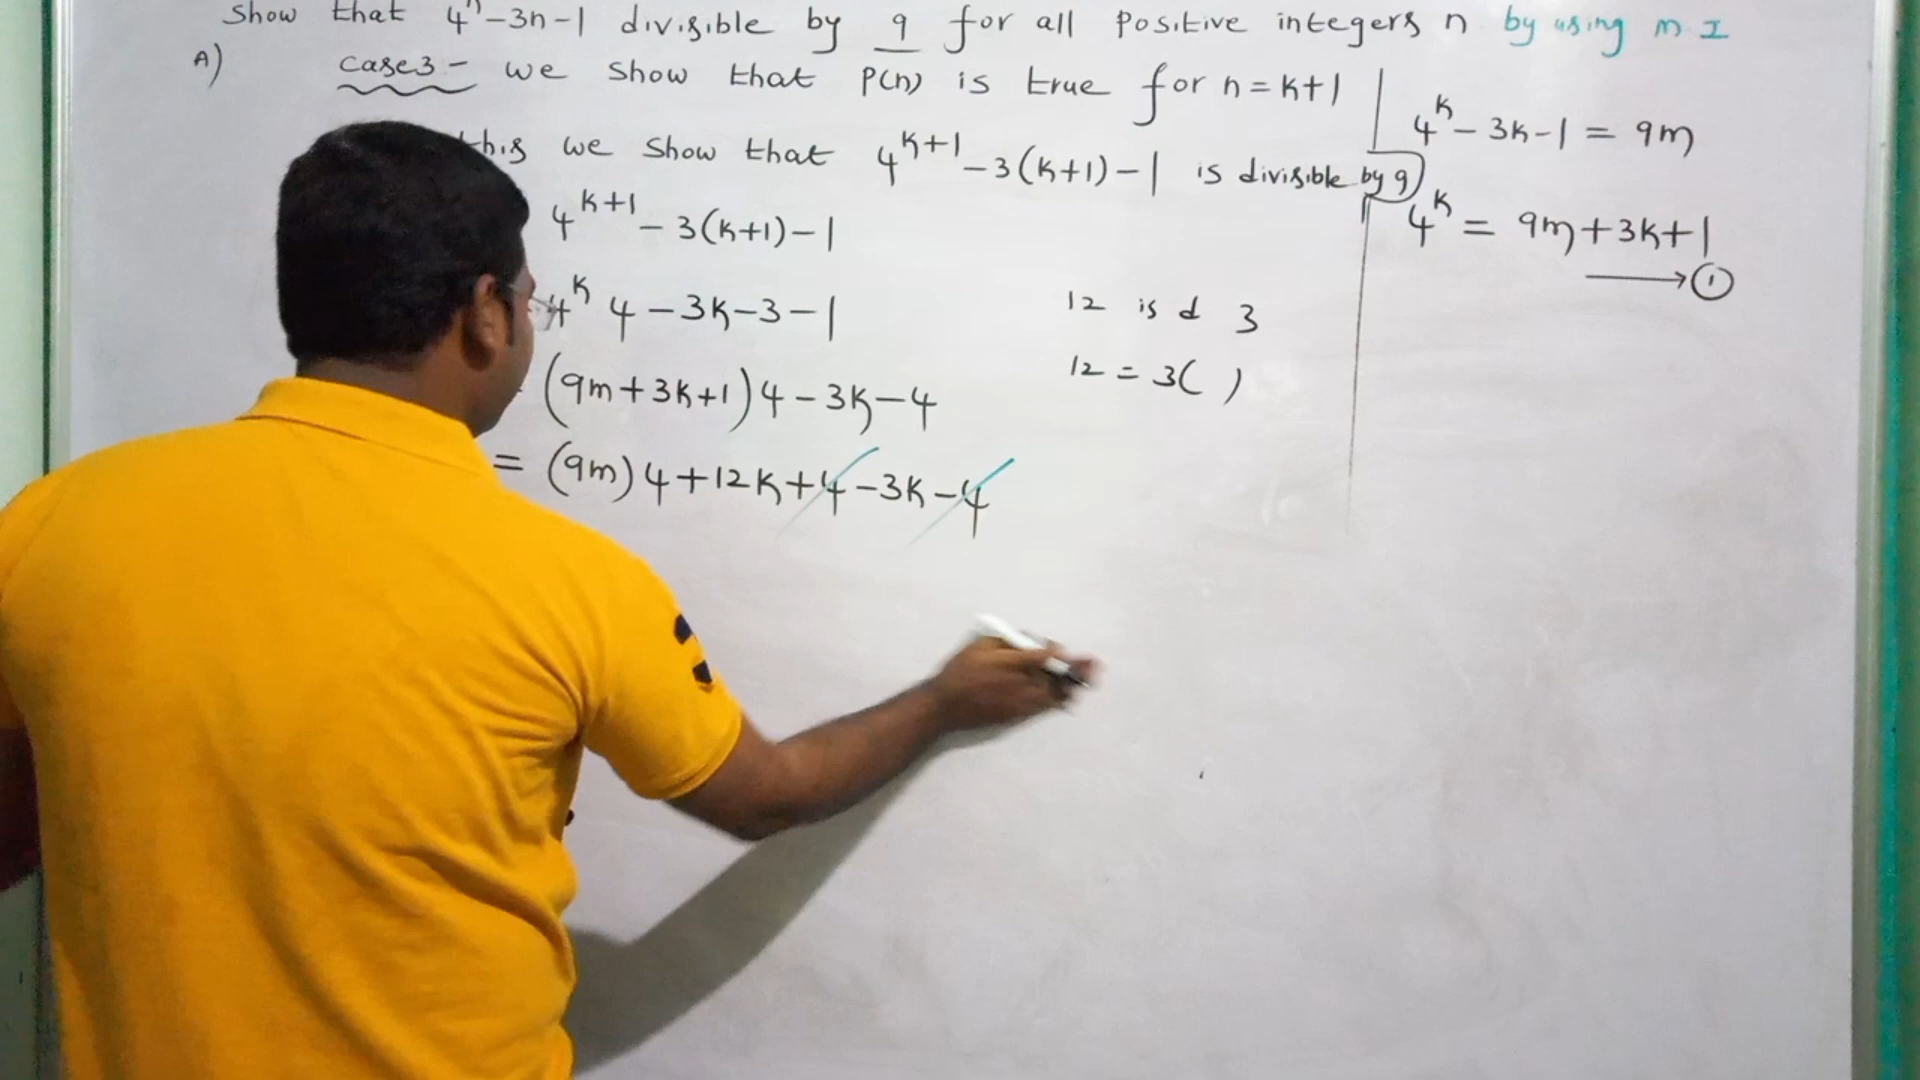 Show that 4ⁿ-3n-1 divisible by 9 for all positive integers n by using M.I
A) case3- we show that P(n) is true for n=k+1
this we show that 4^(k+1)-3(k+1)-1 is divisible by 9
4^(k+1)-3(k+1)-1
4^k 4-3k-3-1
(9m+3k+1)4-3k-4
= (9m)4+12k+4-3k-4
12 is d 3
12=3( )
4^k-3k-1=9m
4^k=9m+3k+1
→①